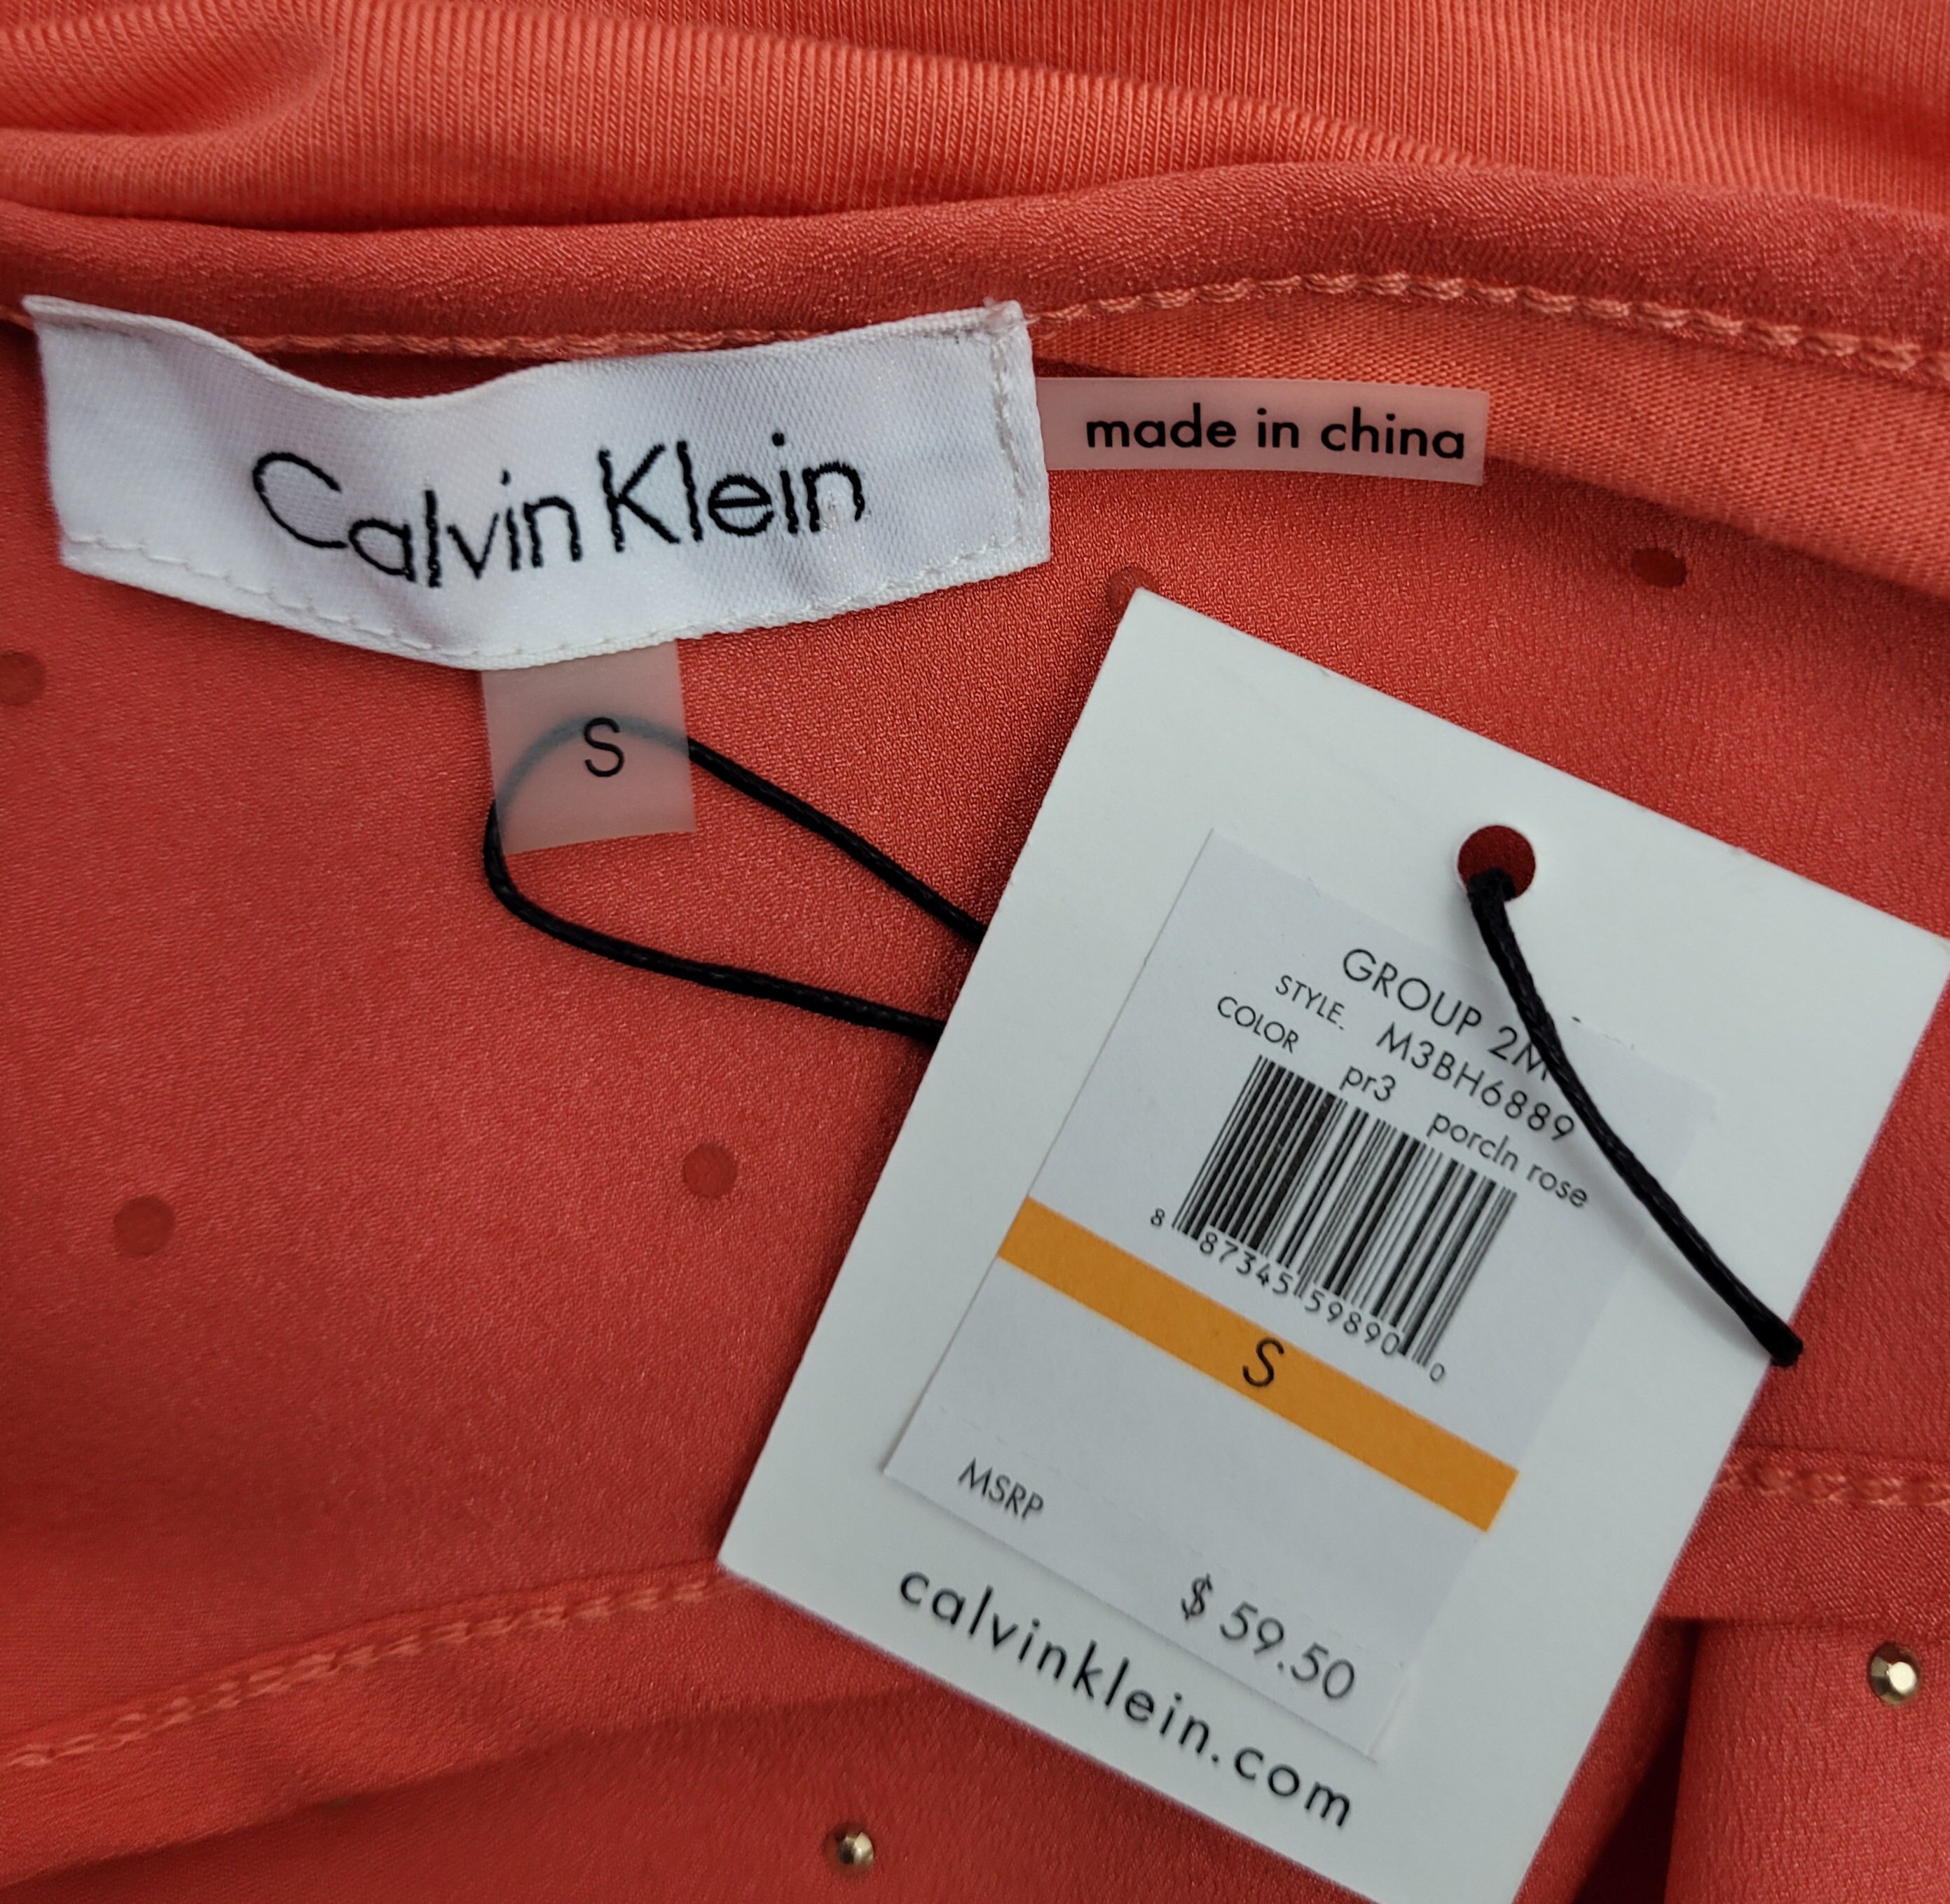 Calvin Klein
made in china
S
GROUP 2M
STYLE. M3BH6889
COLOR pr3 porcln rose
8 87345 59890 0
S
MSRP
$ 59.50
calvinklein.com